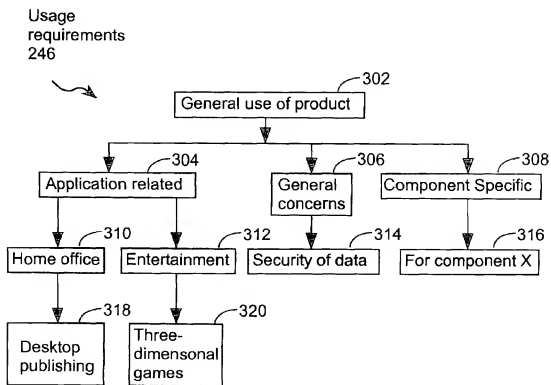 Usage
requirements
246
302
General use of product
304
306
308
Application related
General
concerns
Component Specific
310
312
314
316
Home office
Entertainment
Security of data
For component X
318
320
Desktop
publishing
Three-
dimensonal
games